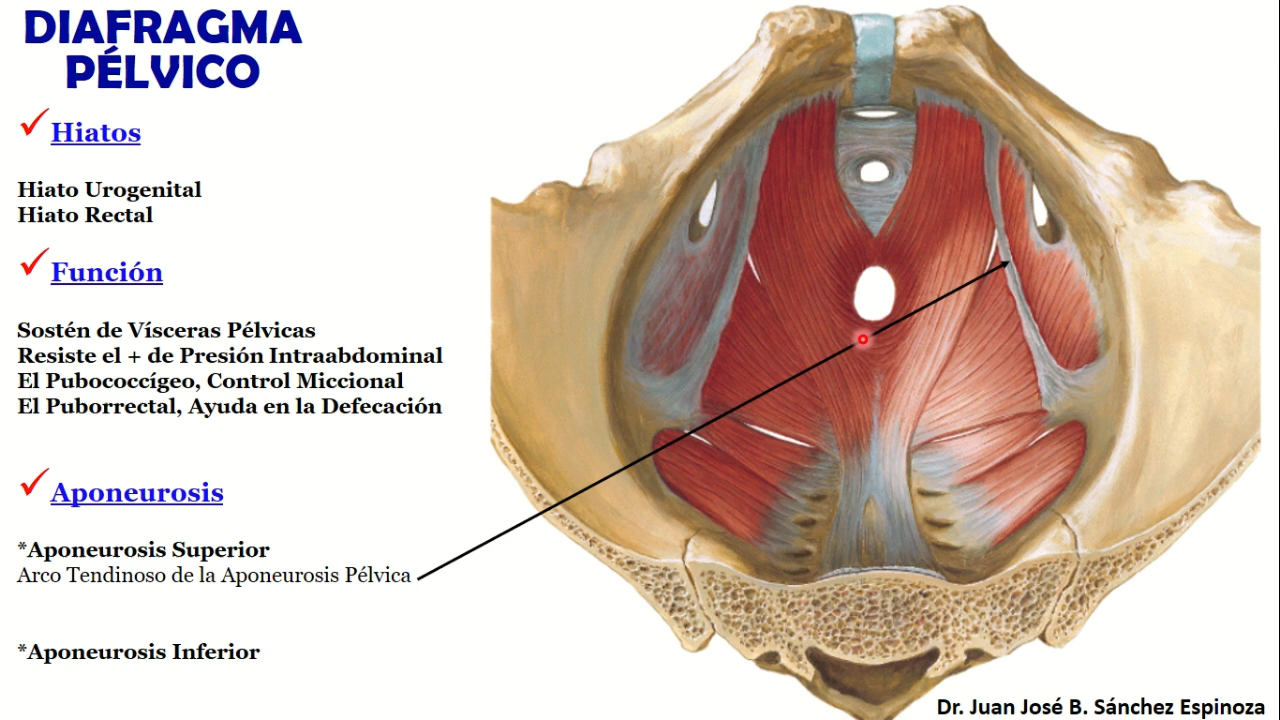 DIAFRAGMA
PÉLVICO
Hiatos
Hiato Urogenital
Hiato Rectal
Función
Sostén de Vísceras Pélvicas
Resiste el + de Presión Intraabdominal
El Pubococcígeo, Control Miccional
El Puborrectal, Ayuda en la Defecación
Aponeurosis
*Aponeurosis Superior
Arco Tendinoso de la Aponeurosis Pélvica
*Aponeurosis Inferior
Dr. Juan José B. Sánchez Espinoza